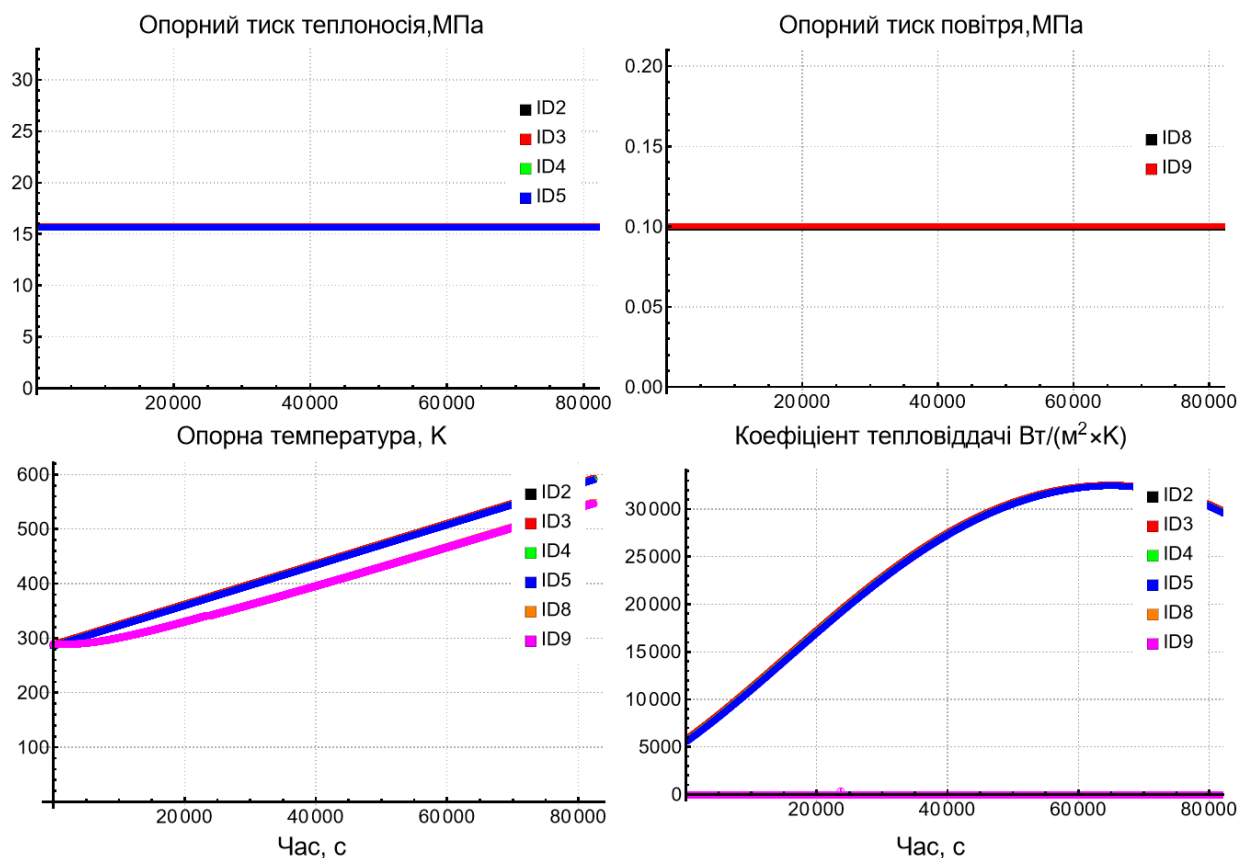 Опорний тиск теплоносія,МПа
30
25
20
15
10
5
0
20000 40000 60000 80000
ID2
ID3
ID4
ID5
Опорний тиск повітря,МПа
0.20
0.15
0.10
0.05
0.00
20000 40000 60000 80000
ID8
ID9
Опорна температура, K
600
500
400
300
200
100
20000 40000 60000 80000
ID2
ID3
ID4
ID5
ID8
ID9
Час, с
Коефіцієнт тепловіддачі Вт/(м²×K)
30000
25000
20000
15000
10000
5000
0
20000 40000 60000 80000
ID2
ID3
ID4
ID5
ID8
ID9
Час, с